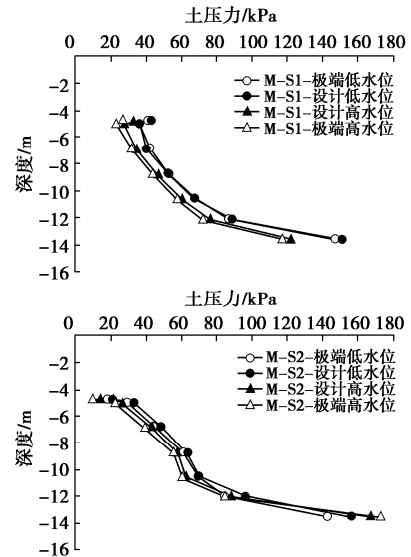 土压力/kPa
0 20 40 60 80 100 120 140 160 180
-2
-4
-6
-8
-10
-12
-14
-16
深度/m
M-S1-极端低水位
M-S1-设计低水位
M-S1-设计高水位
M-S1-极端高水位
土压力/kPa
0 20 40 60 80 100 120 140 160 180
-2
-4
-6
-8
-10
-12
-14
-16
深度/m
M-S2-极端低水位
M-S2-设计低水位
M-S2-设计高水位
M-S2-极端高水位